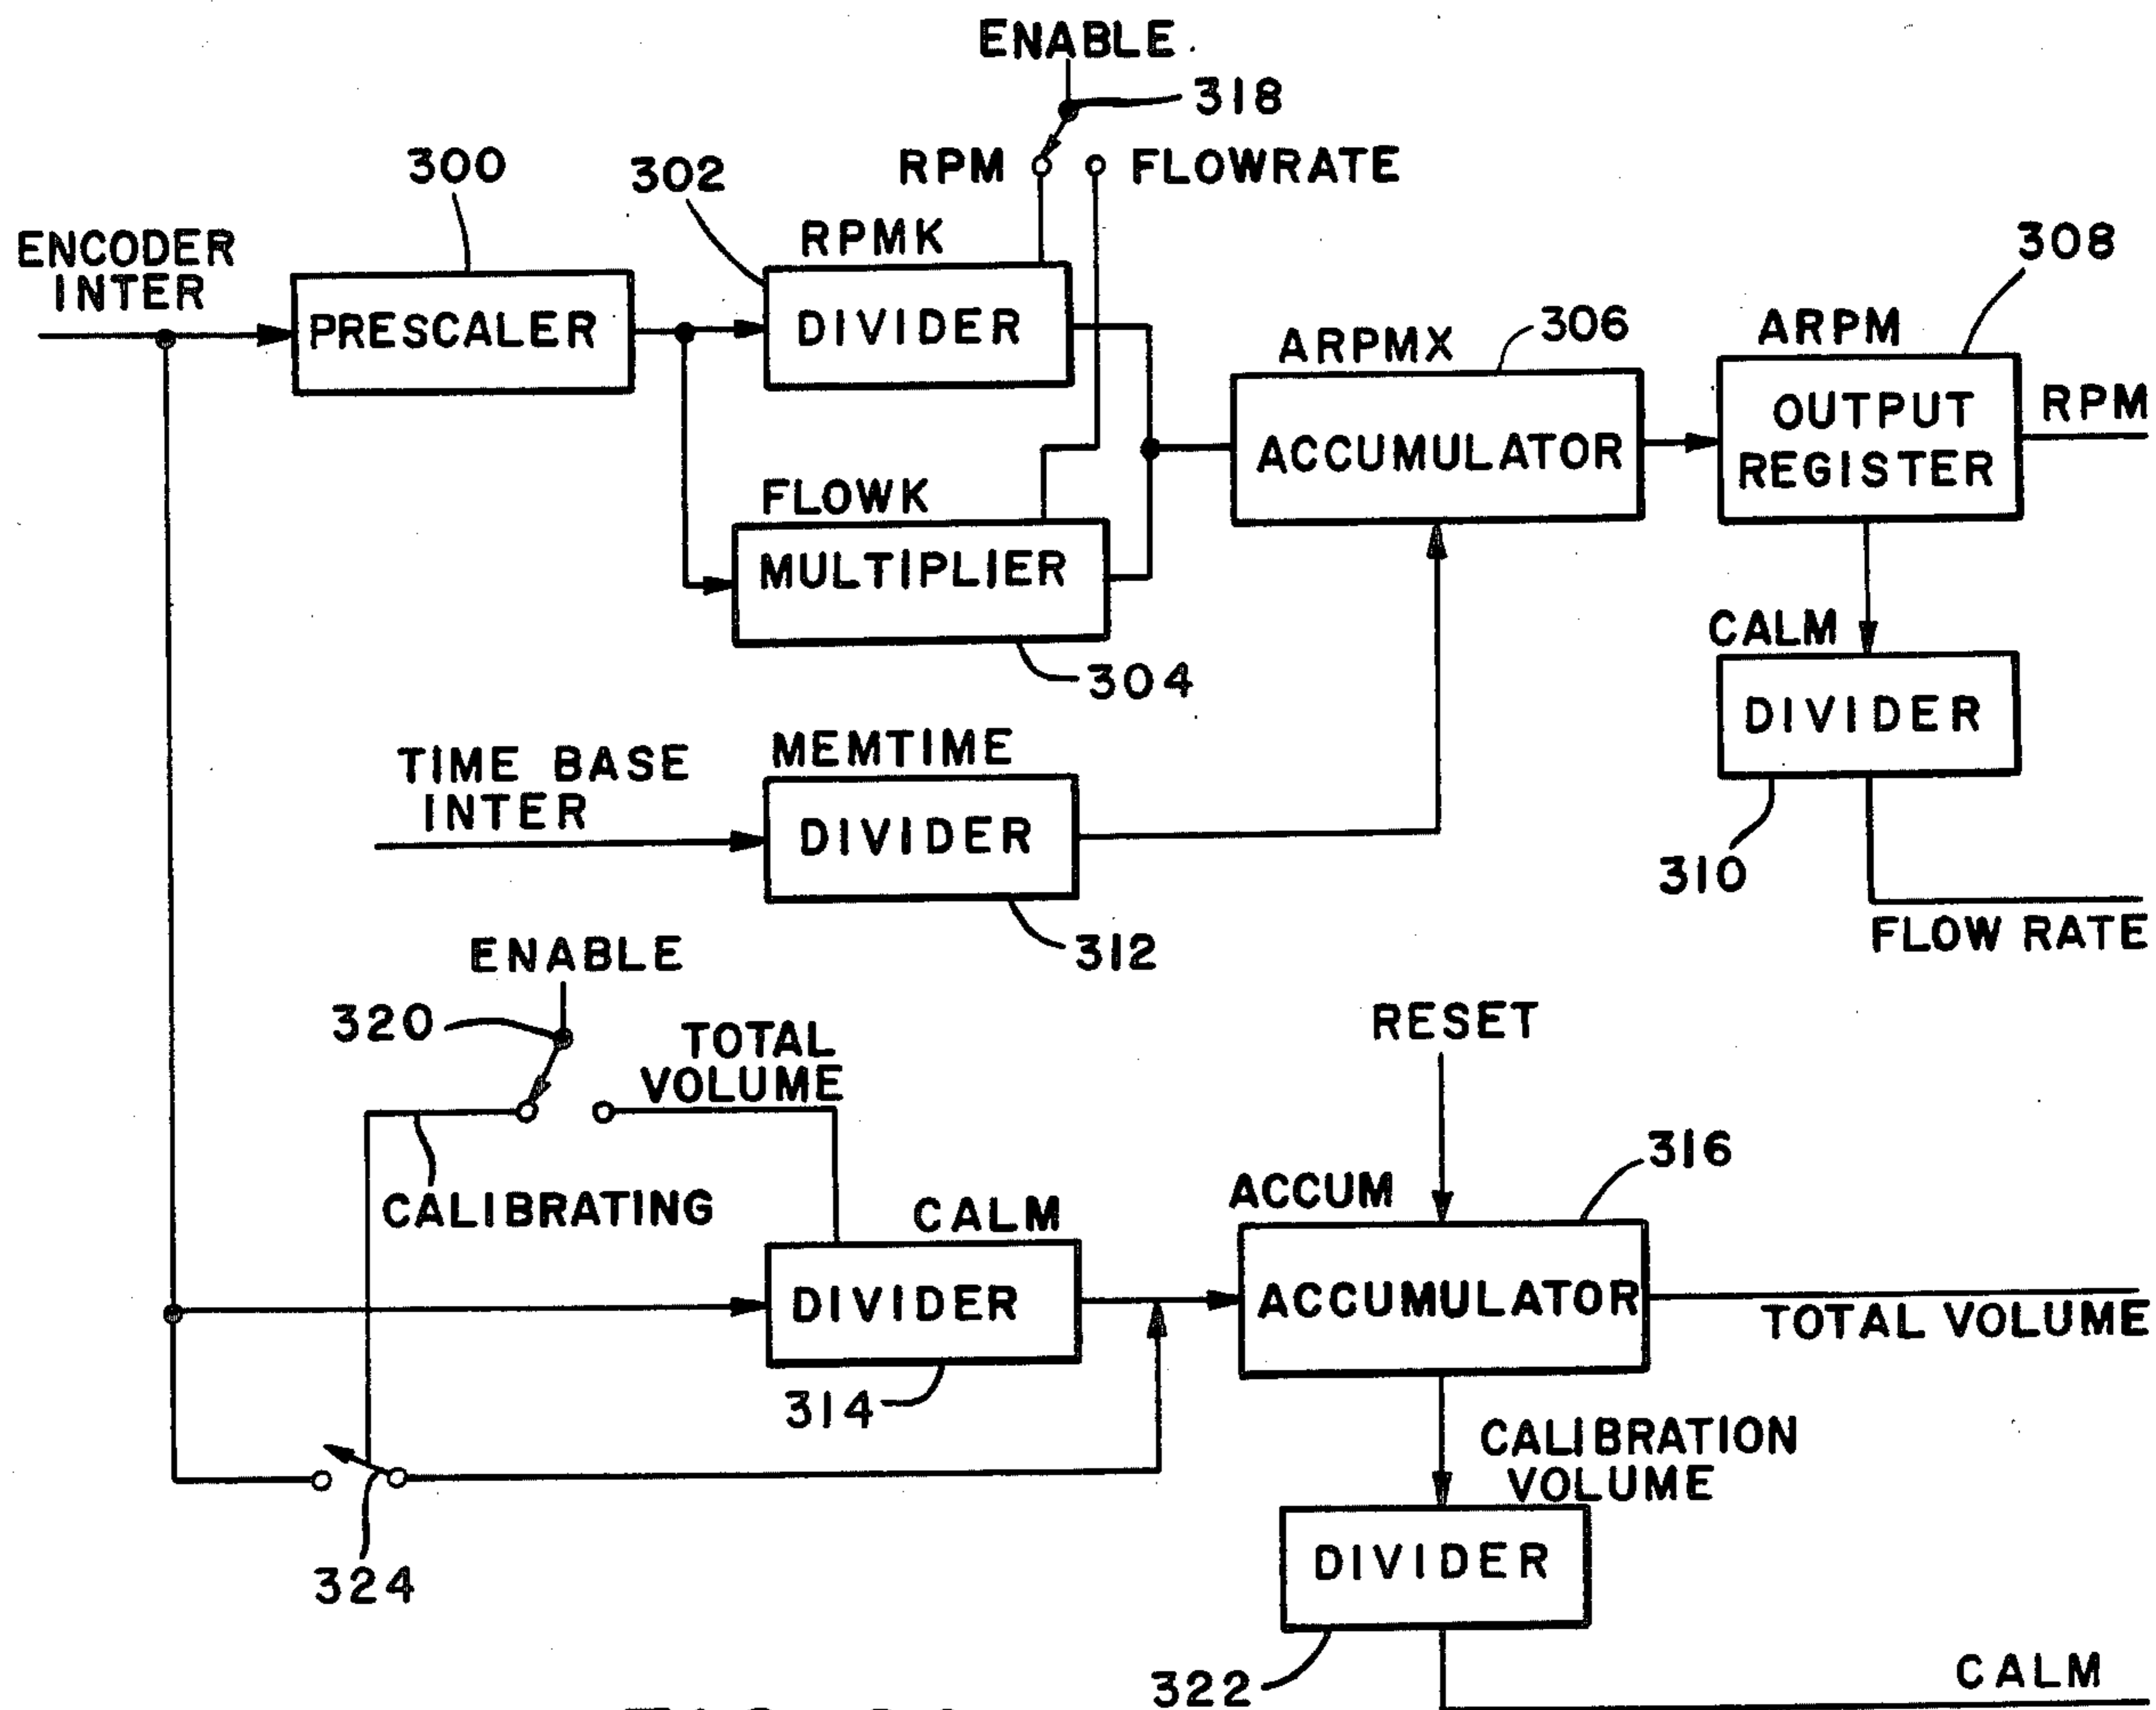 ENABLE
318
300
302
RPM
FLOWRATE
ENCODER
INTER
RPMK
308
PRESCALER
DIVIDER
ARPMX
306
ARPM
OUTPUT
REGISTER
RPM
ACCUMULATOR
FLOWK
MULTIPLIER
304
CALM
DIVIDER
310
FLOW RATE
TIME BASE
INTER
MEMTIME
DIVIDER
312
ENABLE
320
TOTAL
VOLUME
RESET
CALIBRATING
CALM
ACCUM
316
DIVIDER
314
ACCUMULATOR
TOTAL VOLUME
CALIBRATION
VOLUME
324
DIVIDER
322
CALM